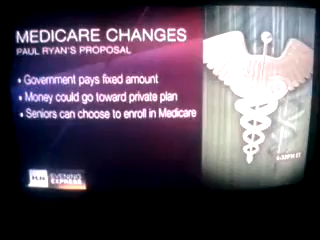 MEDICARE CHANGES
PAUL RYAN'S PROPOSAL
• Government pays fixed amount
• Money could go toward private plan
• Seniors can choose to enroll in Medicare
HLN EVENING
EXPRESS